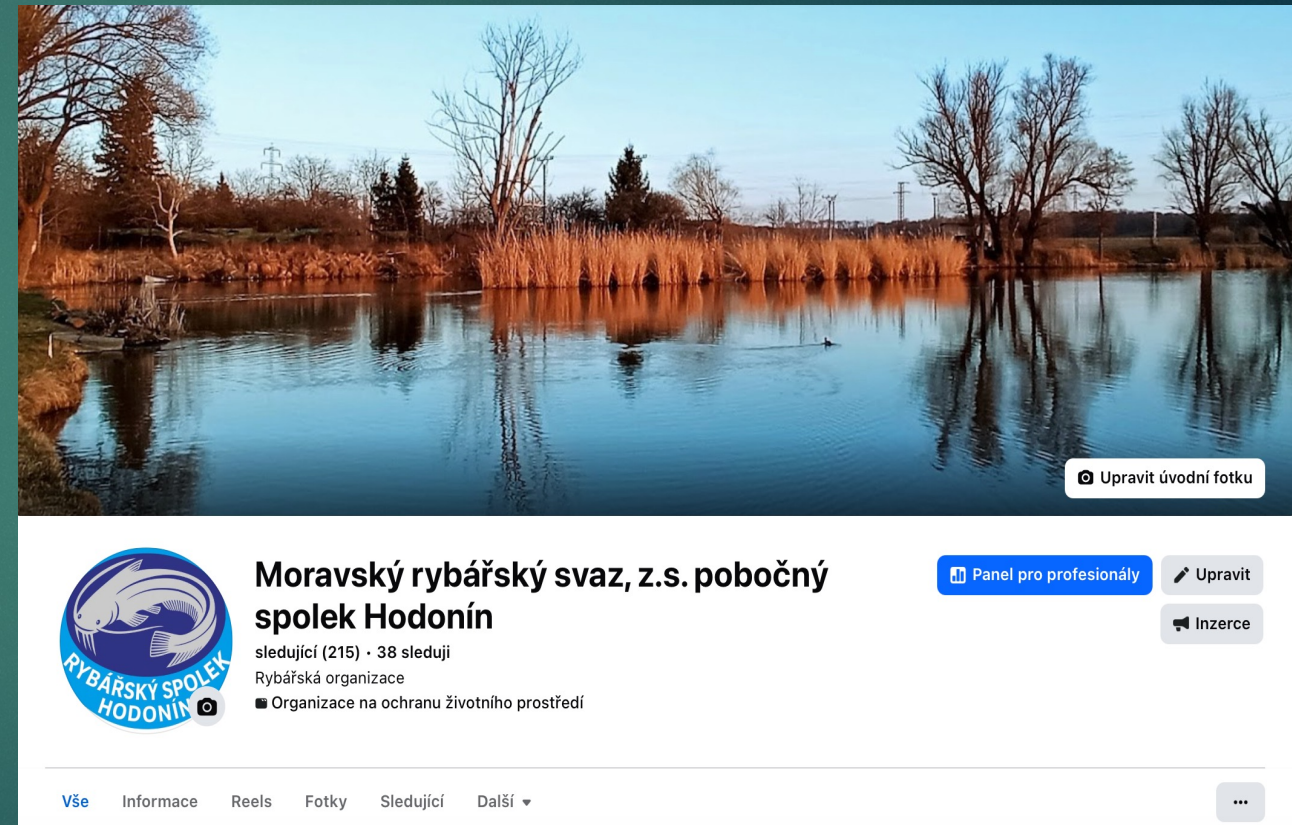 Upravit úvodní fotku
Moravský rybářský svaz, z.s. pobočný
spolek Hodonín
sledující (215) · 38 sleduji
Rybářská organizace
Organizace na ochranu životního prostředí
Panel pro profesionály
Upravit
Inzerce
RYBÁŘSKÝ SPOLEK
HODONÍN
Vše Informace Reels Fotky Sledující Další